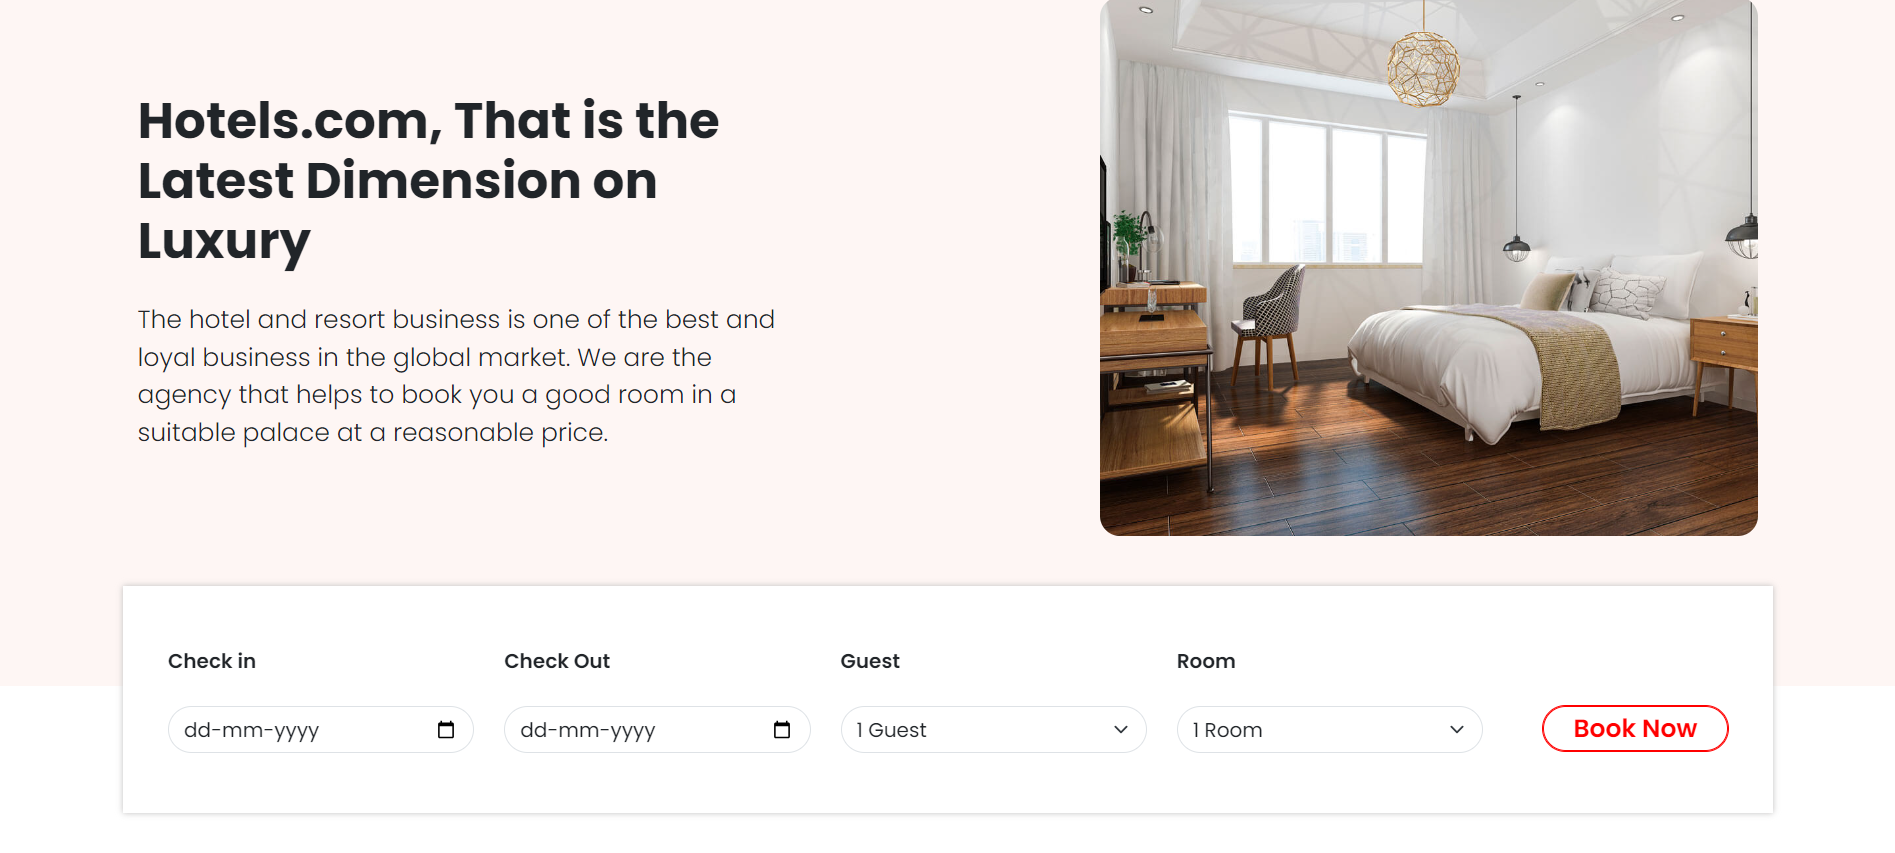 Hotels.com, That is the
Latest Dimension on
Luxury
The hotel and resort business is one of the best and
loyal business in the global market. We are the
agency that helps to book you a good room in a
suitable palace at a reasonable price.
Check in
Check Out
Guest
Room
dd-mm-yyyy
dd-mm-yyyy
1 Guest
1 Room
Book Now